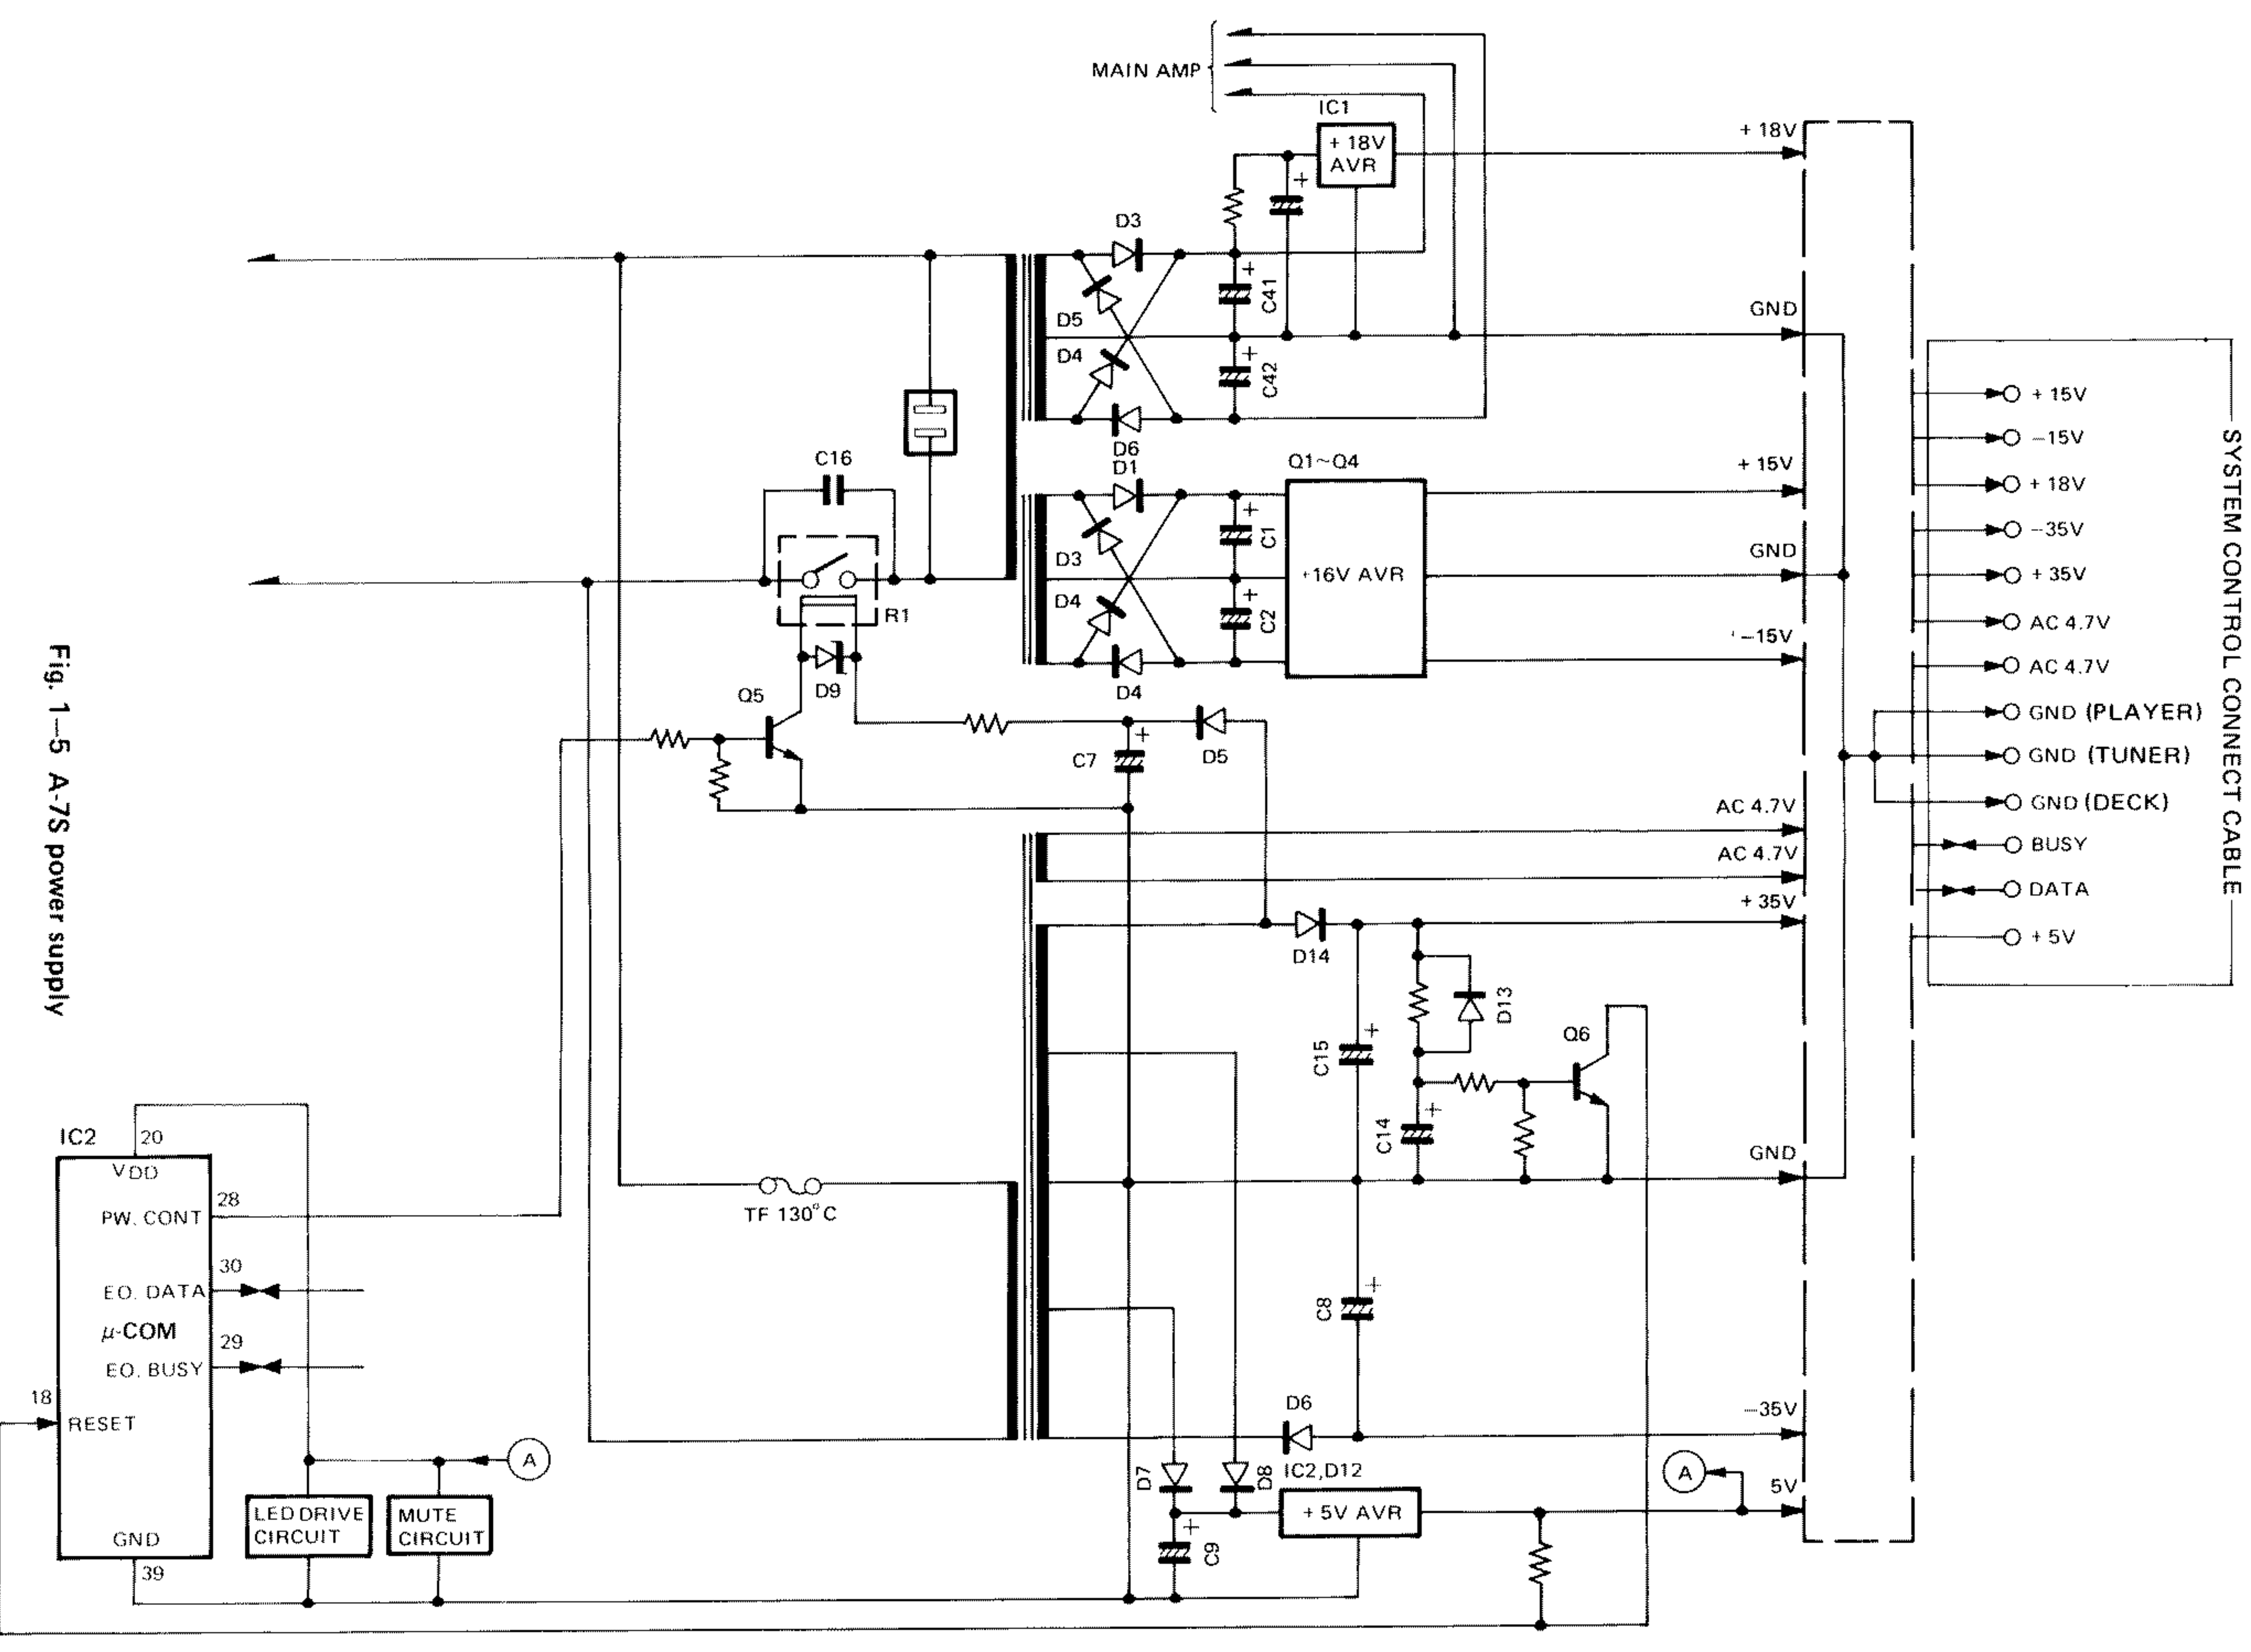 MAIN AMP
IC1
+ 18V
AVR
+ 18V
D3
C41
D5
D4
C42
D6
GND
D1
Q1~Q4
+ 15V
C16
D3
C1
+16V AVR
GND
D4
C2
R1
-15V
D9
D4
Q5
C7
D5
AC 4.7V
AC 4.7V
+ 35V
D14
D13
Q6
C15
C14
GND
TF 130°C
C8
D6
-35V
D7
D8
IC2,D12
+ 5V AVR
A
5V
C9
IC2
20
VDD
28
PW. CONT
30
EO. DATA
μ-COM
29
EO. BUSY
18
RESET
A
LED DRIVE
CIRCUIT
MUTE
CIRCUIT
GND
39
+ 15V
-15V
+ 18V
-35V
+ 35V
AC 4.7V
AC 4.7V
GND (PLAYER)
GND (TUNER)
GND (DECK)
BUSY
DATA
+ 5V
SYSTEM CONTROL CONNECT CABLE
Fig. 1-5 A-7S power supply